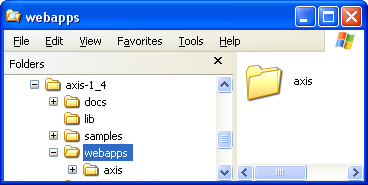 webapps
File Edit View Favorites Tools Help
Folders
axis-1_4
docs
lib
samples
webapps
axis
axis